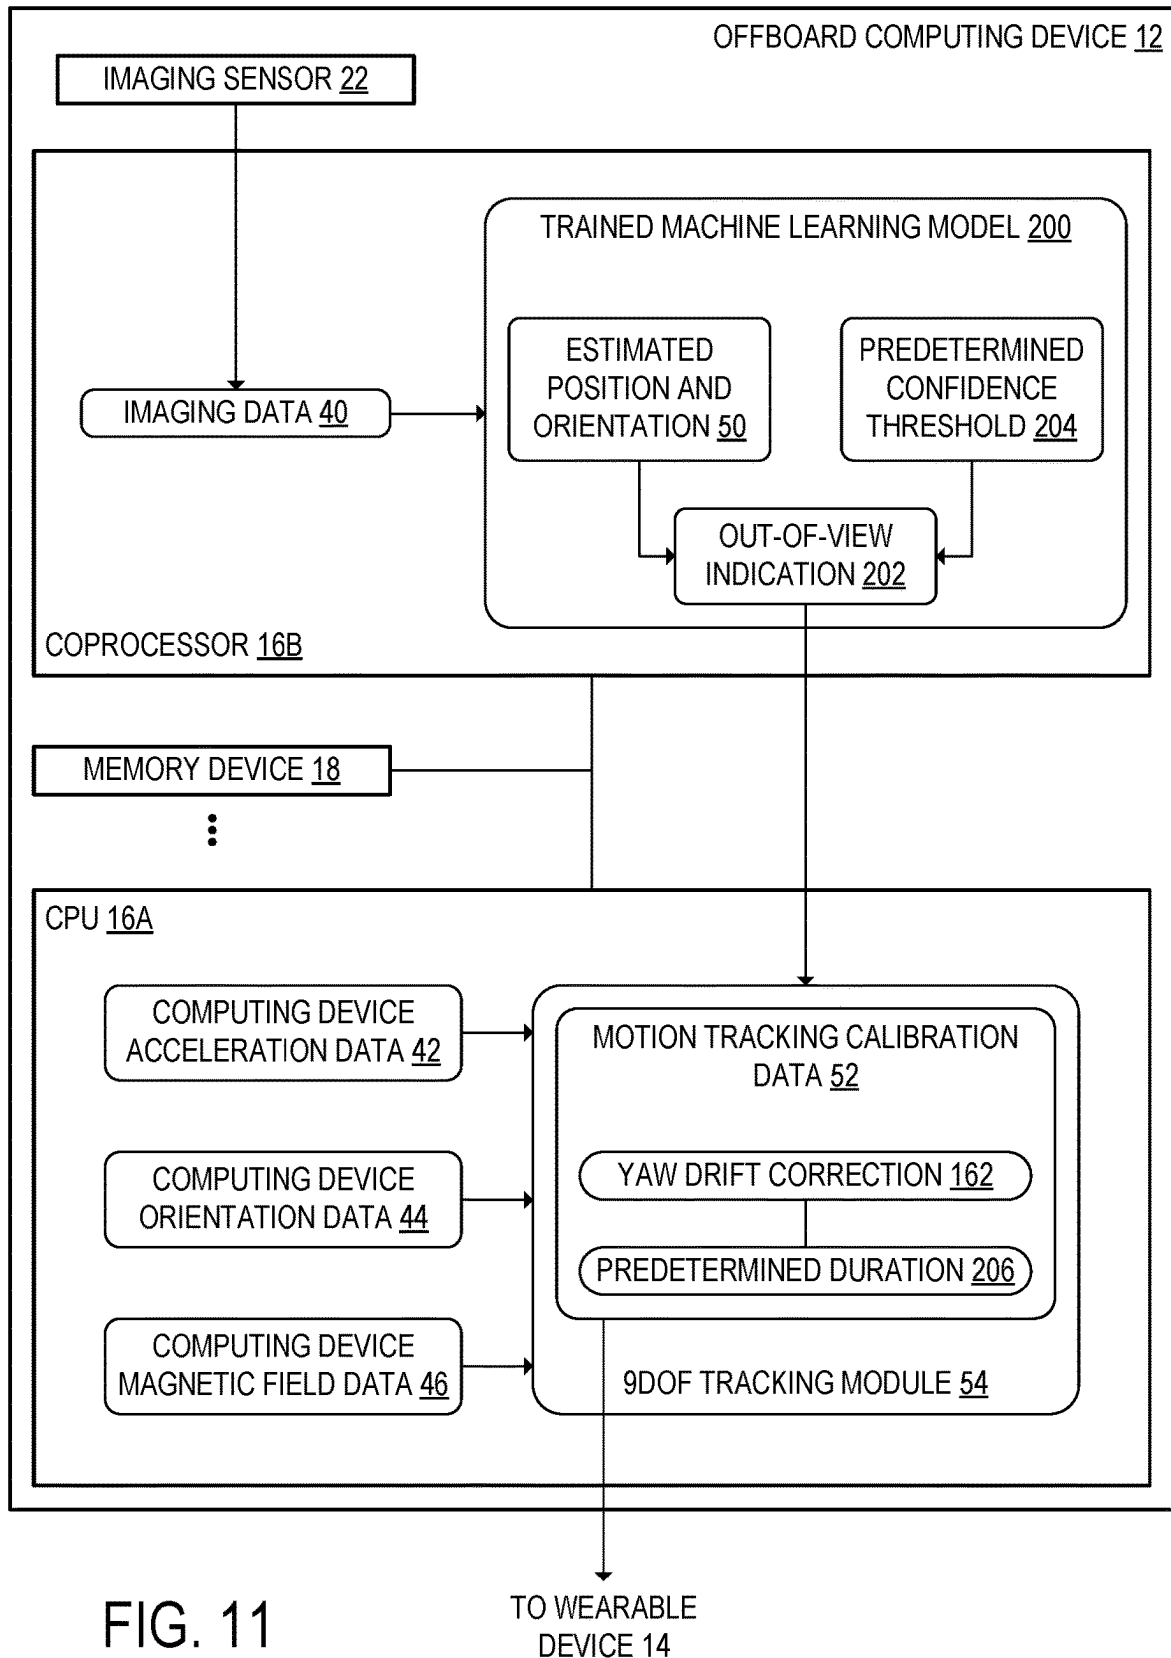 OFFBOARD COMPUTING DEVICE 12
IMAGING SENSOR 22
TRAINED MACHINE LEARNING MODEL 200
ESTIMATED
POSITION AND
ORIENTATION 50
PREDETERMINED
CONFIDENCE
THRESHOLD 204
IMAGING DATA 40
OUT-OF-VIEW
INDICATION 202
COPROCESSOR 16B
MEMORY DEVICE 18
CPU 16A
COMPUTING DEVICE
ACCELERATION DATA 42
MOTION TRACKING CALIBRATION
DATA 52
COMPUTING DEVICE
ORIENTATION DATA 44
YAW DRIFT CORRECTION 162
PREDETERMINED DURATION 206
COMPUTING DEVICE
MAGNETIC FIELD DATA 46
9DOF TRACKING MODULE 54
FIG. 11
TO WEARABLE
DEVICE 14